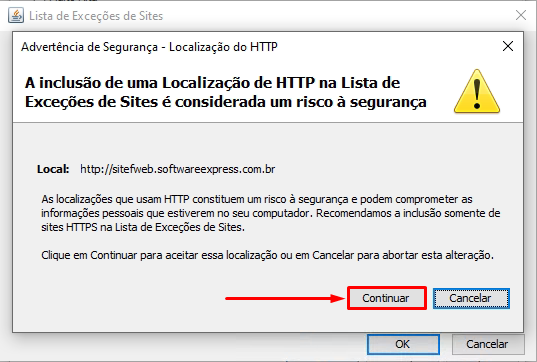 Lista de Exceções de Sites
Advertência de Segurança - Localização do HTTP
A inclusão de uma Localização de HTTP na Lista de
Exceções de Sites é considerada um risco à segurança
Local: http://sitefweb.softwareexpress.com.br
As localizações que usam HTTP constituem um risco à segurança e podem comprometer as
informações pessoais que estiverem no seu computador. Recomendamos a inclusão somente de
sites HTTPS na Lista de Exceções de Sites.
Clique em Continuar para aceitar essa localização ou em Cancelar para abortar esta alteração.
Continuar Cancelar
OK Cancelar